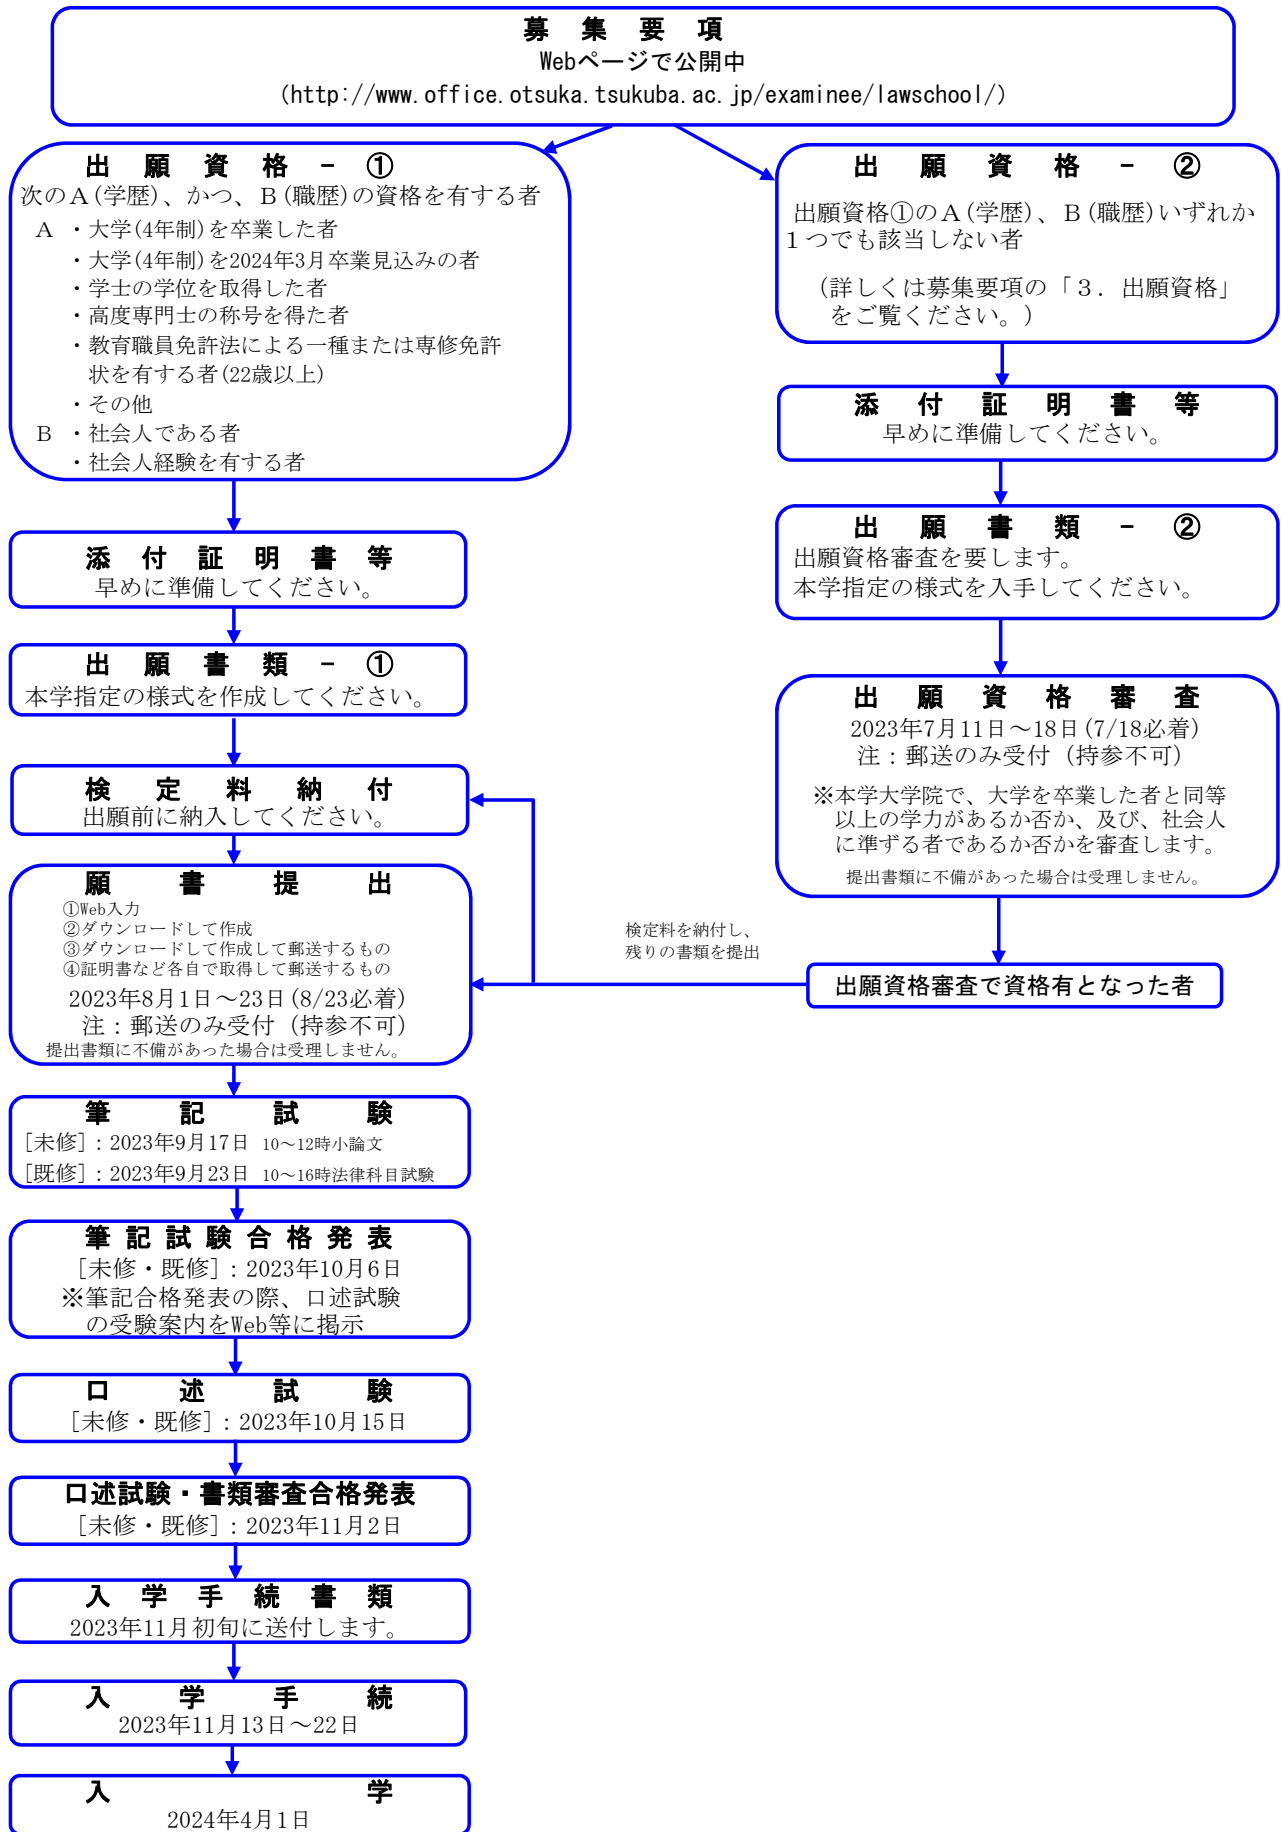 募集要項
Webページで公開中
(http://www.office.otsuka.tsukuba.ac.jp/examinee/lawschool/)
出願資格-①
次のA(学歴)、かつ、B(職歴)の資格を有する者
A ・大学(4年制)を卒業した者
・大学(4年制)を2024年3月卒業見込みの者
・学士の学位を取得した者
・高度専門士の称号を得た者
・教育職員免許法による一種または専修免許
状を有する者(22歳以上)
・その他
B ・社会人である者
・社会人経験を有する者
添付証明書等
早めに準備してください。
出願書類-①
本学指定の様式を作成してください。
検定料納付
出願前に納入してください。
願書提出
①Web入力
②ダウンロードして作成
③ダウンロードして作成して郵送するもの
④証明書など各自で取得して郵送するもの
2023年8月1日～23日(8/23必着)
注：郵送のみ受付（持参不可）
提出書類に不備があった場合は受理しません。
出願資格-②
出願資格①のA(学歴)、B(職歴)いずれか
１つでも該当しない者
（詳しくは募集要項の「３．出願資格」
をご覧ください。）
添付証明書等
早めに準備してください。
出願書類-②
出願資格審査を要します。
本学指定の様式を入手してください。
出願資格審査
2023年7月11日～18日(7/18必着)
注：郵送のみ受付（持参不可）
※本学大学院で、大学を卒業した者と同等
以上の学力があるか否か、及び、社会人
に準ずる者であるか否かを審査します。
提出書類に不備があった場合は受理しません。
出願資格審査で資格有となった者
検定料を納付し、
残りの書類を提出
筆記試験
[未修]：2023年9月17日 10～12時小論文
[既修]：2023年9月23日 10～16時法律科目試験
筆記試験合格発表
[未修・既修]：2023年10月6日
※筆記合格発表の際、口述試験
の受験案内をWeb等に掲示
口述試験
[未修・既修]：2023年10月15日
口述試験・書類審査合格発表
[未修・既修]：2023年11月2日
入学手続書類
2023年11月初旬に送付します。
入学手続
2023年11月13日～22日
入学
2024年4月1日